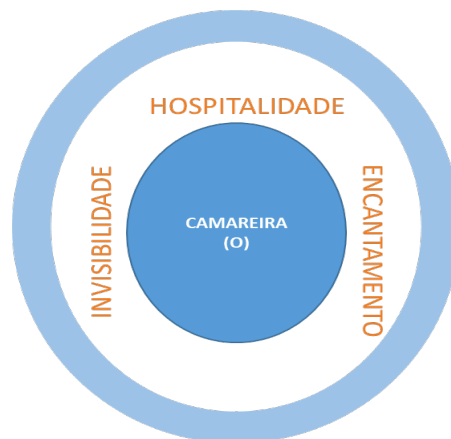 HOSPITALIDADE
INVISIBILIDADE
CAMAREIRA
(O)
ENCANTAMENTO